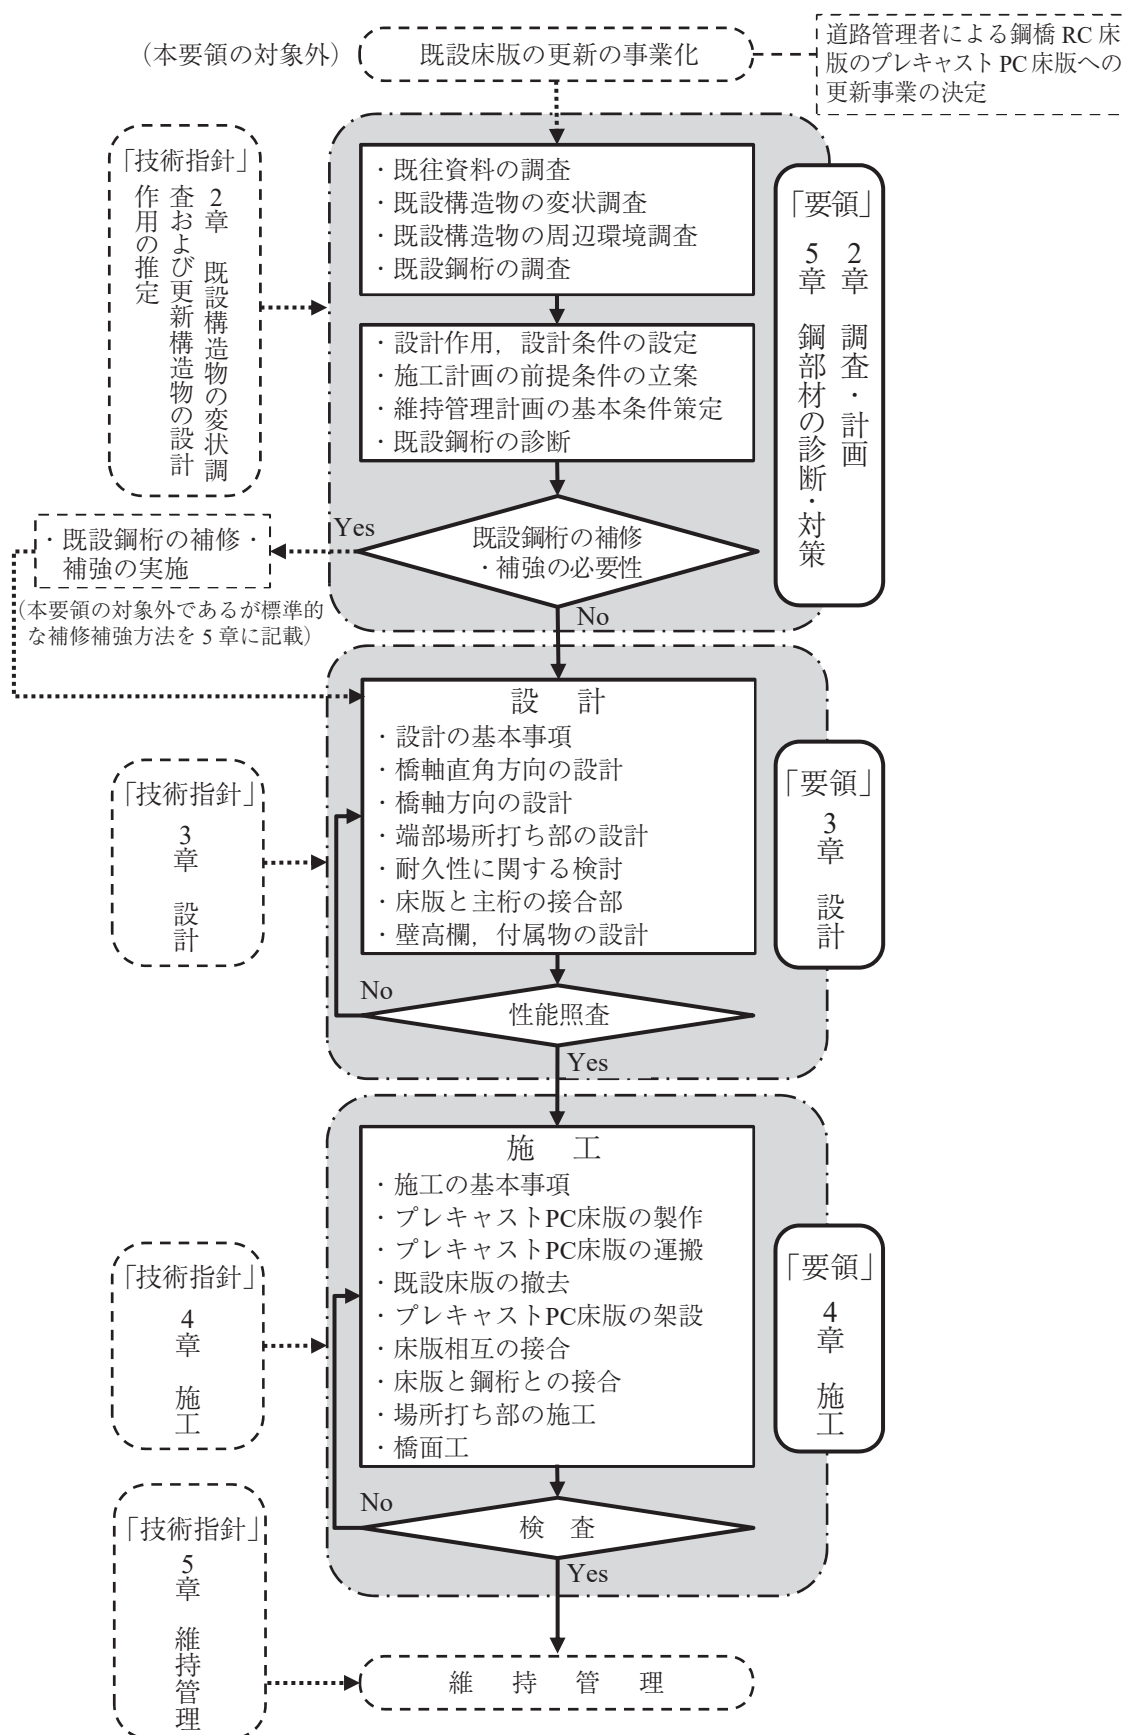 (本要領の対象外)
既設床版の更新の事業化
道路管理者による鋼橋 RC 床
版のプレキャスト PC 床版への
更新事業の決定
「技術指針」
2章 既設構造物の変状調
査および更新構造物の設計
作用の推定
・既往資料の調査
・既設構造物の変状調査
・既設構造物の周辺環境調査
・既設鋼桁の調査
「要領」
2章 調査・計画
5章 鋼部材の診断・対策
・設計作用，設計条件の設定
・施工計画の前提条件の立案
・維持管理計画の基本条件策定
・既設鋼桁の診断
既設鋼桁の補修
・補強の必要性
Yes
・既設鋼桁の補修・
補強の実施
(本要領の対象外であるが標準的
な補修補強方法を 5 章に記載)
No
設 計
・設計の基本事項
・橋軸直角方向の設計
・橋軸方向の設計
・端部場所打ち部の設計
・耐久性に関する検討
・床版と主桁の接合部
・壁高欄，付属物の設計
「技術指針」
3章 設計
「要領」
3章 設計
No
性能照査
Yes
施 工
・施工の基本事項
・プレキャストPC床版の製作
・プレキャストPC床版の運搬
・既設床版の撤去
・プレキャストPC床版の架設
・床版相互の接合
・床版と鋼桁との接合
・場所打ち部の施工
・橋面工
「技術指針」
4章 施工
「要領」
4章 施工
No
検 査
Yes
「技術指針」
5章 維持管理
維 持 管 理